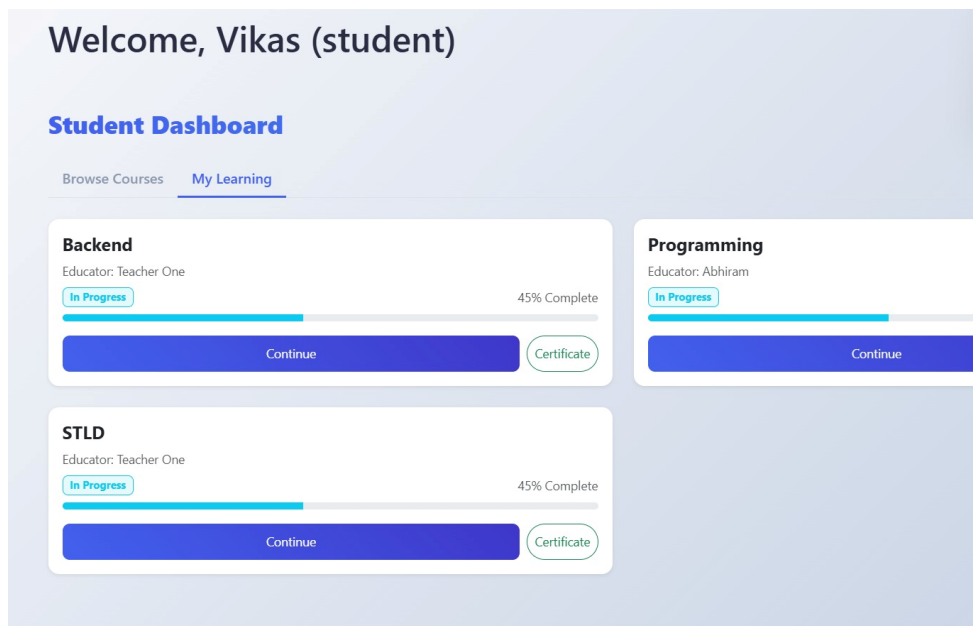 Welcome, Vikas (student)
Student Dashboard
Browse Courses My Learning
Backend
Educator: Teacher One
In Progress 45% Complete
Continue Certificate
Programming
Educator: Abhiram
In Progress
Continue
STLD
Educator: Teacher One
In Progress 45% Complete
Continue Certificate